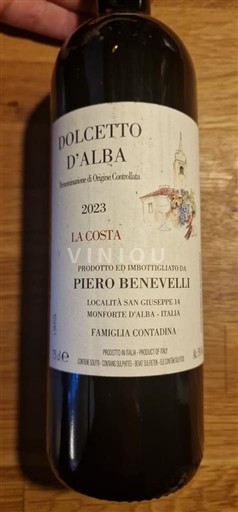 DOLCETTO
D'ALBA
Denominazione di Origine Controllata
2023
LA COSTA
VINIOU
PRODOTTO ED IMBOTTIGLIATO DA
PIERO BENEVELLI
LOCALITÀ SAN GIUSEPPE 14
MONFORTE D'ALBA - ITALIA
FAMIGLIA CONTADINA
PRODOTTO IN ITALIA - PRODUCT OF ITALY